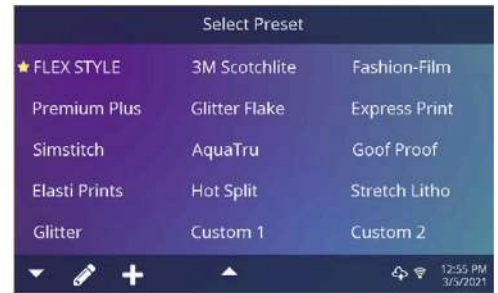 Select Preset
FLEX STYLE 3M Scotchlite Fashion-Film
Premium Plus Glitter Flake Express Print
Simstitch AquaTru Goof Proof
Elasti Prints Hot Split Stretch Litho
Glitter Custom 1 Custom 2
12:55 PM
3/5/2021